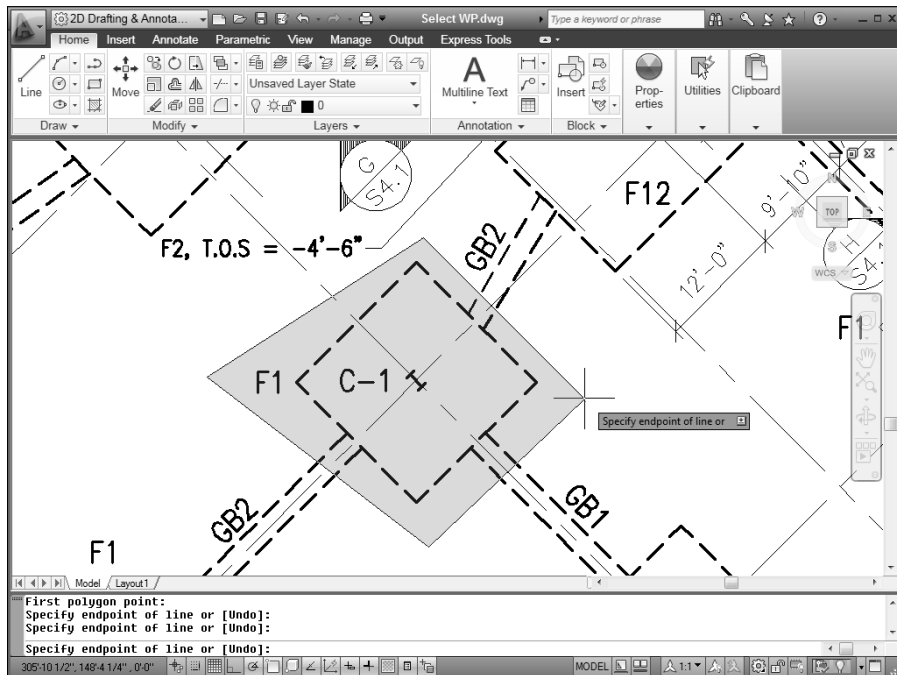 2D Drafting & Annota...
Select WP.dwg
Type a keyword or phrase
Home Insert Annotate Parametric View Manage Output Express Tools
Line
Move
Unsaved Layer State
0
A
Multiline Text
Insert
Prop-
erties
Utilities
Clipboard
Draw
Modify
Layers
Annotation
Block
G
S4.1
F12
9'-10"
12'-0"
N
W
TOP
E
S
WCS
H
S4.1
F2, T.O.S = -4'-6"
GB2
F1
F1
C-1
Specify endpoint of line or
GB2
GB1
F1
Model Layout1
First polygon point:
Specify endpoint of line or [Undo]:
Specify endpoint of line or [Undo]:
Specify endpoint of line or [Undo]:
305'-10 1/2", 148'-4 1/4" , 0'-0"
MODEL
1:1